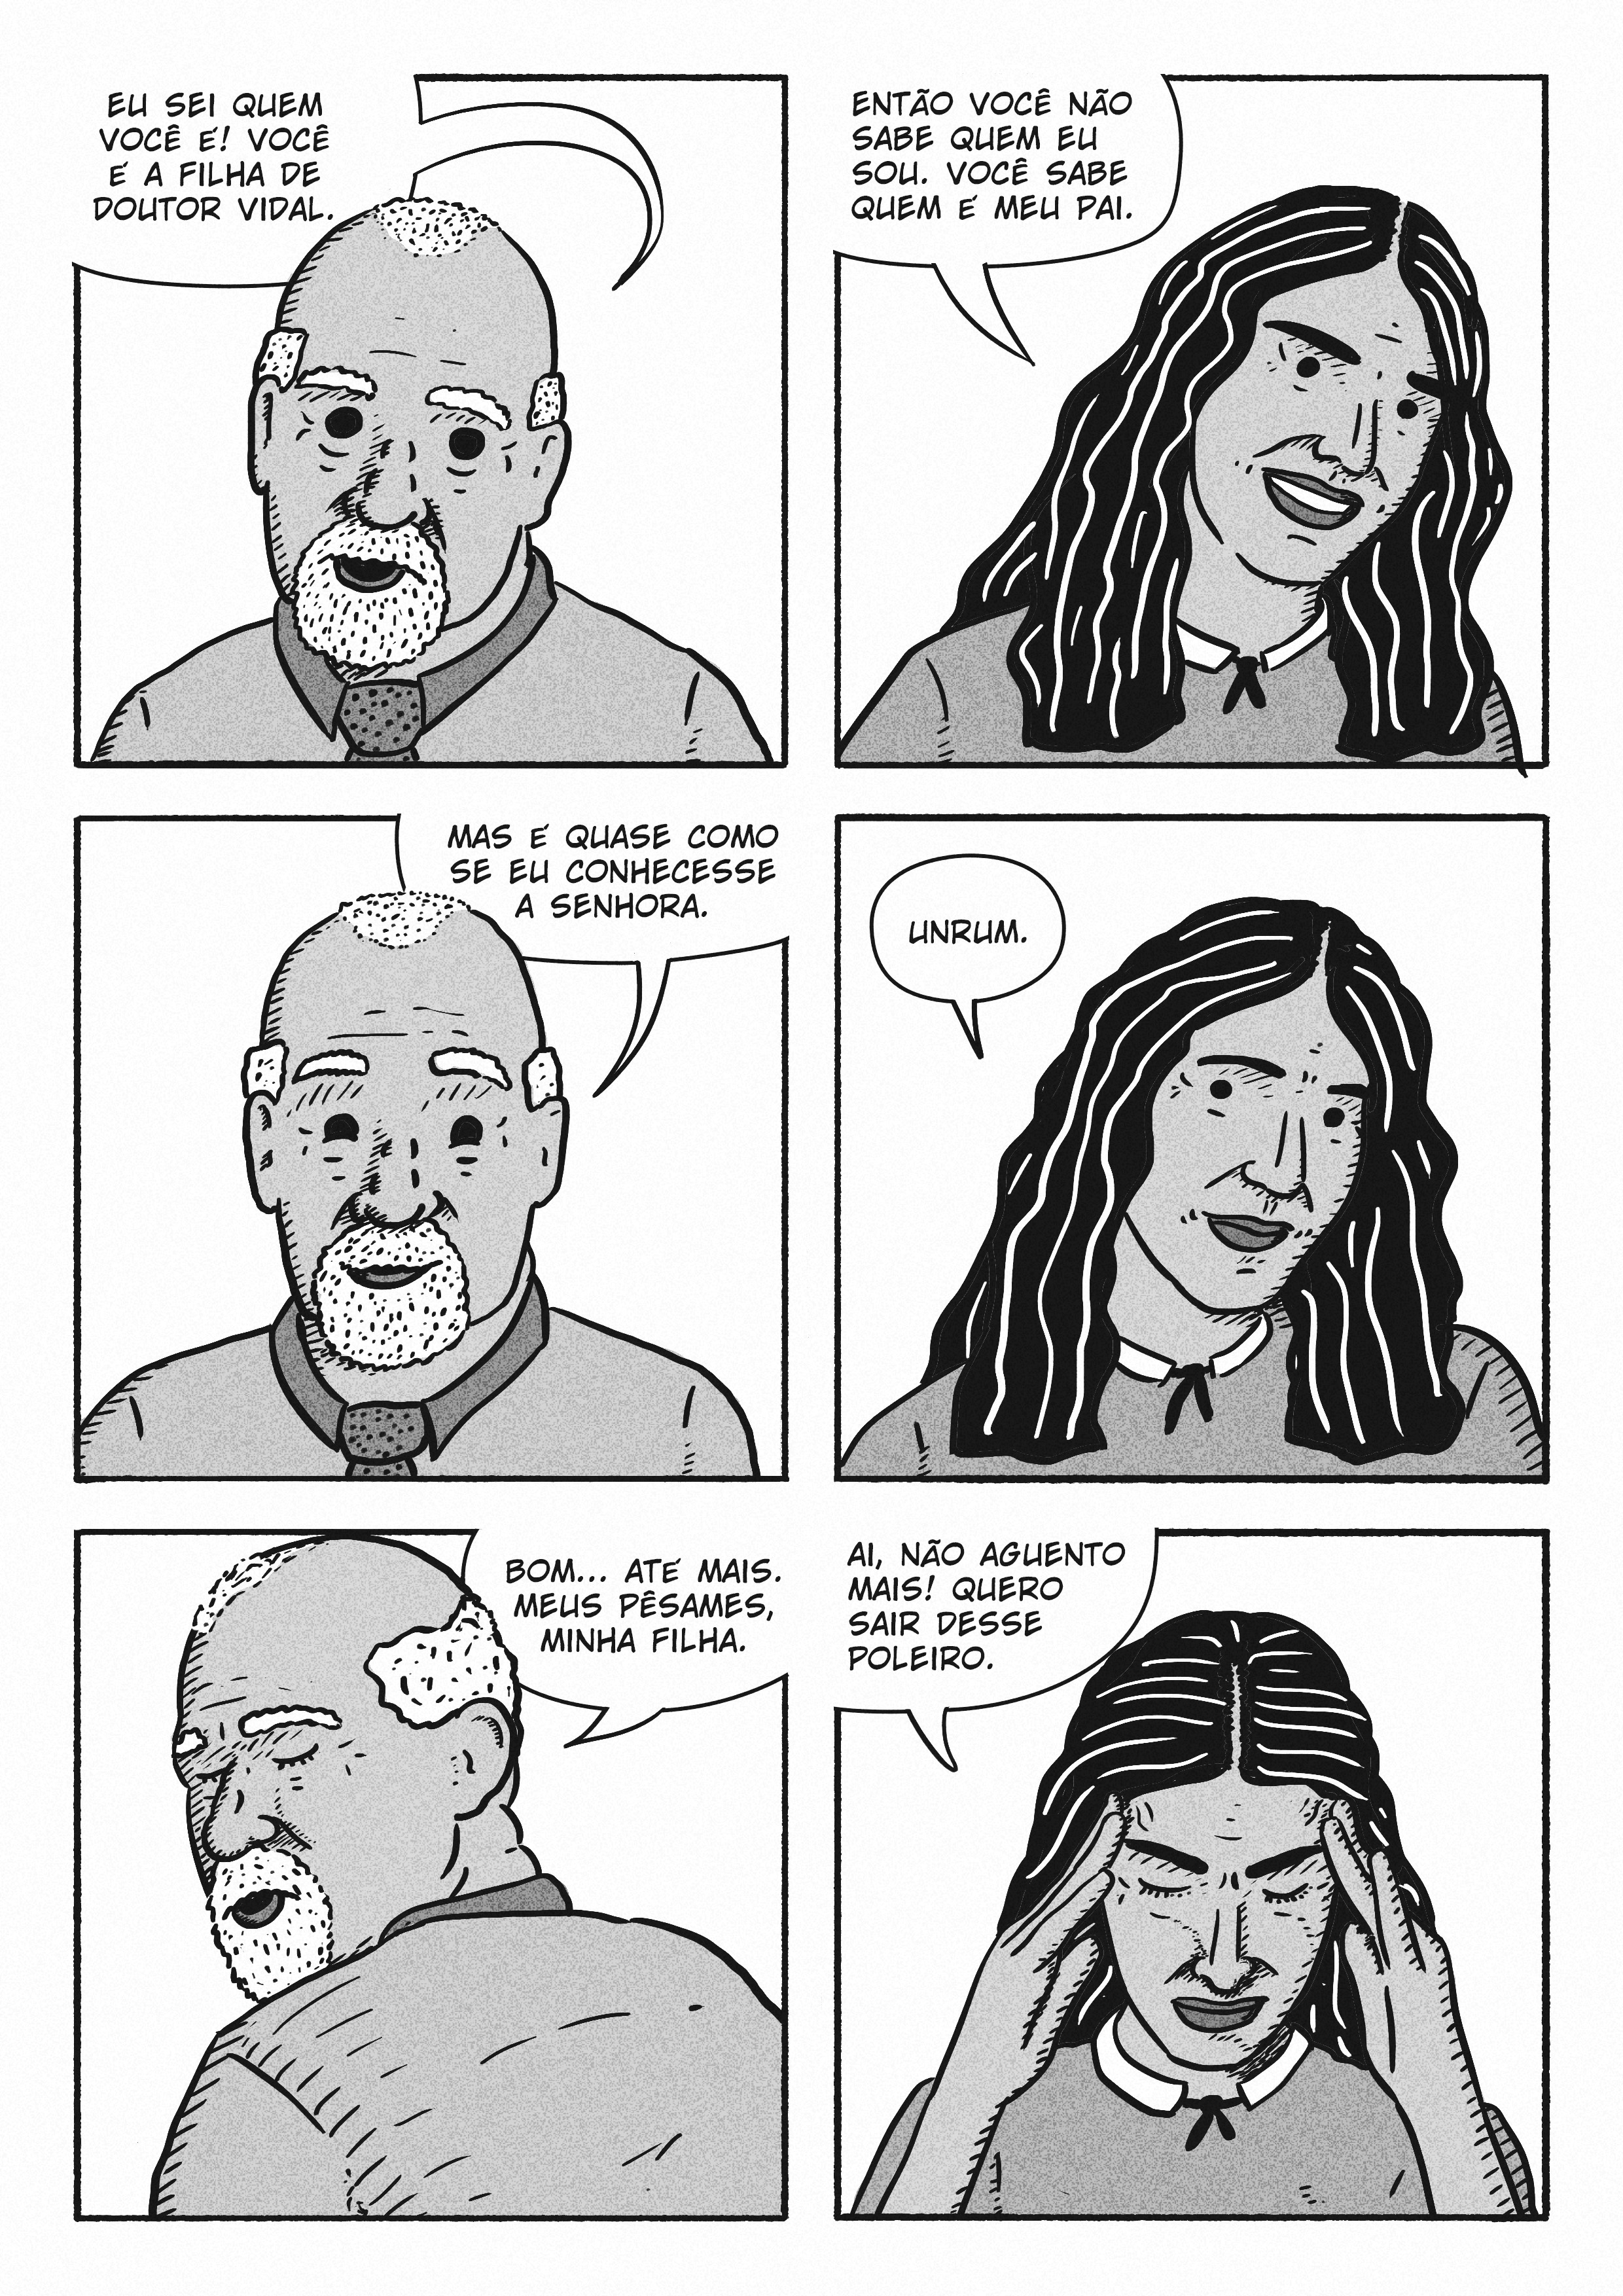 EU SEI QUEM
VOCÊ É! VOCÊ
É A FILHA DE
DOUTOR VIDAL.
ENTÃO VOCÊ NÃO
SABE QUEM EU
SOU. VOCÊ SABE
QUEM É MEU PAI.
MAS É QUASE COMO
SE EU CONHECESSE
A SENHORA.
UNRUM.
BOM... ATÉ MAIS.
MEUS PÊSAMES,
MINHA FILHA.
AI, NÃO AGUENTO
MAIS! QUERO
SAIR DESSE
POLEIRO.